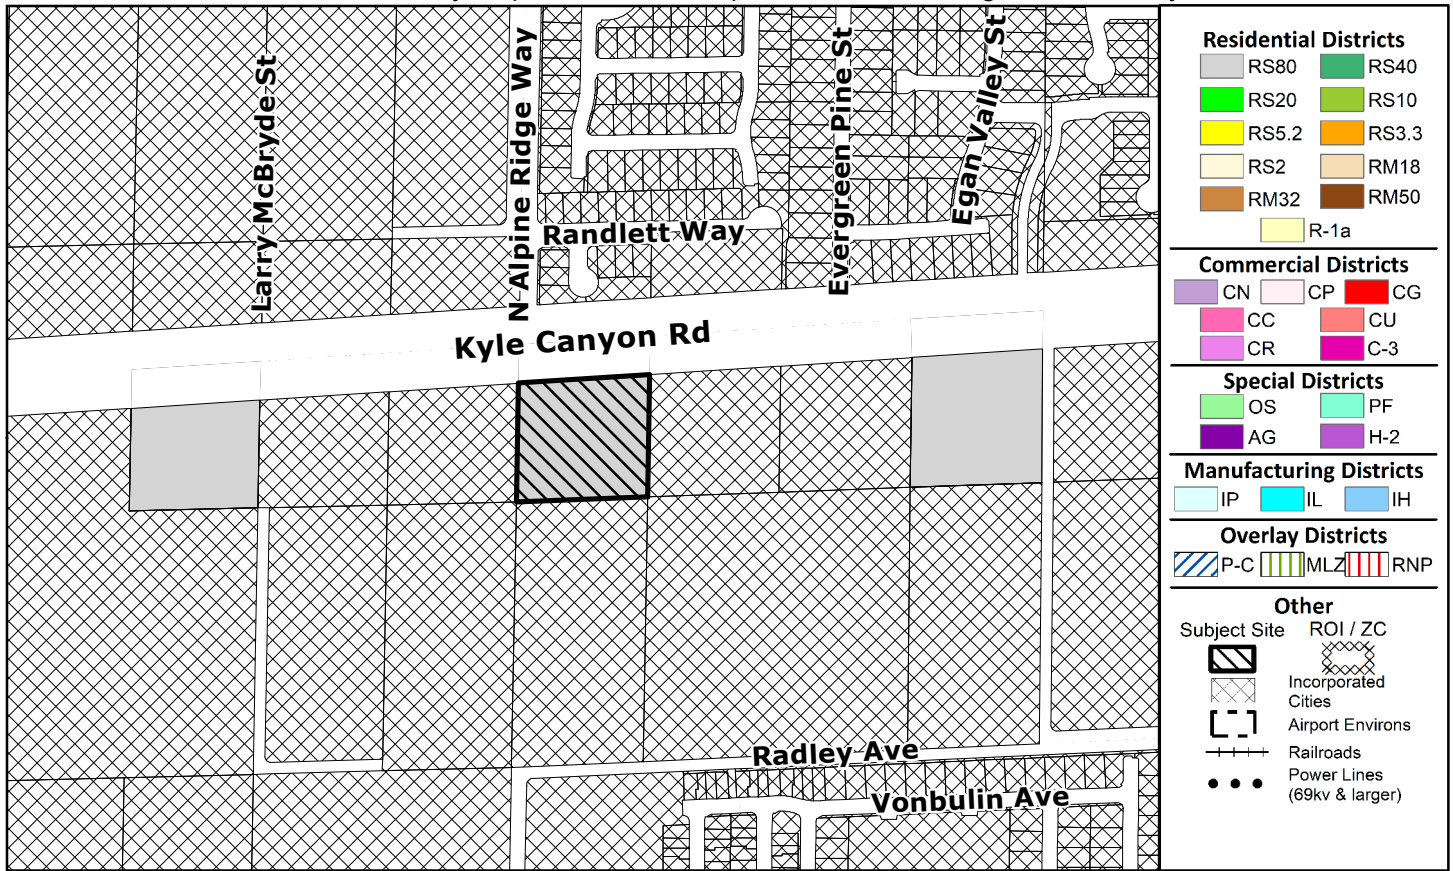 Larry McBryde St
N Alpine Ridge Way
Evergreen Pine St
Egan Valley St
Randlett Way
Kyle Canyon Rd
Radley Ave
Vonbulin Ave
Residential Districts
RS80 RS40
RS20 RS10
RS5.2 RS3.3
RS2 RM18
RM32 RM50
R-1a
Commercial Districts
CN CP CG
CC CU
CR C-3
Special Districts
OS PF
AG H-2
Manufacturing Districts
IP IL IH
Overlay Districts
P-C MLZ RNP
Other
Subject Site ROI / ZC
Incorporated
Cities
Airport Environs
Railroads
Power Lines
(69kv & larger)